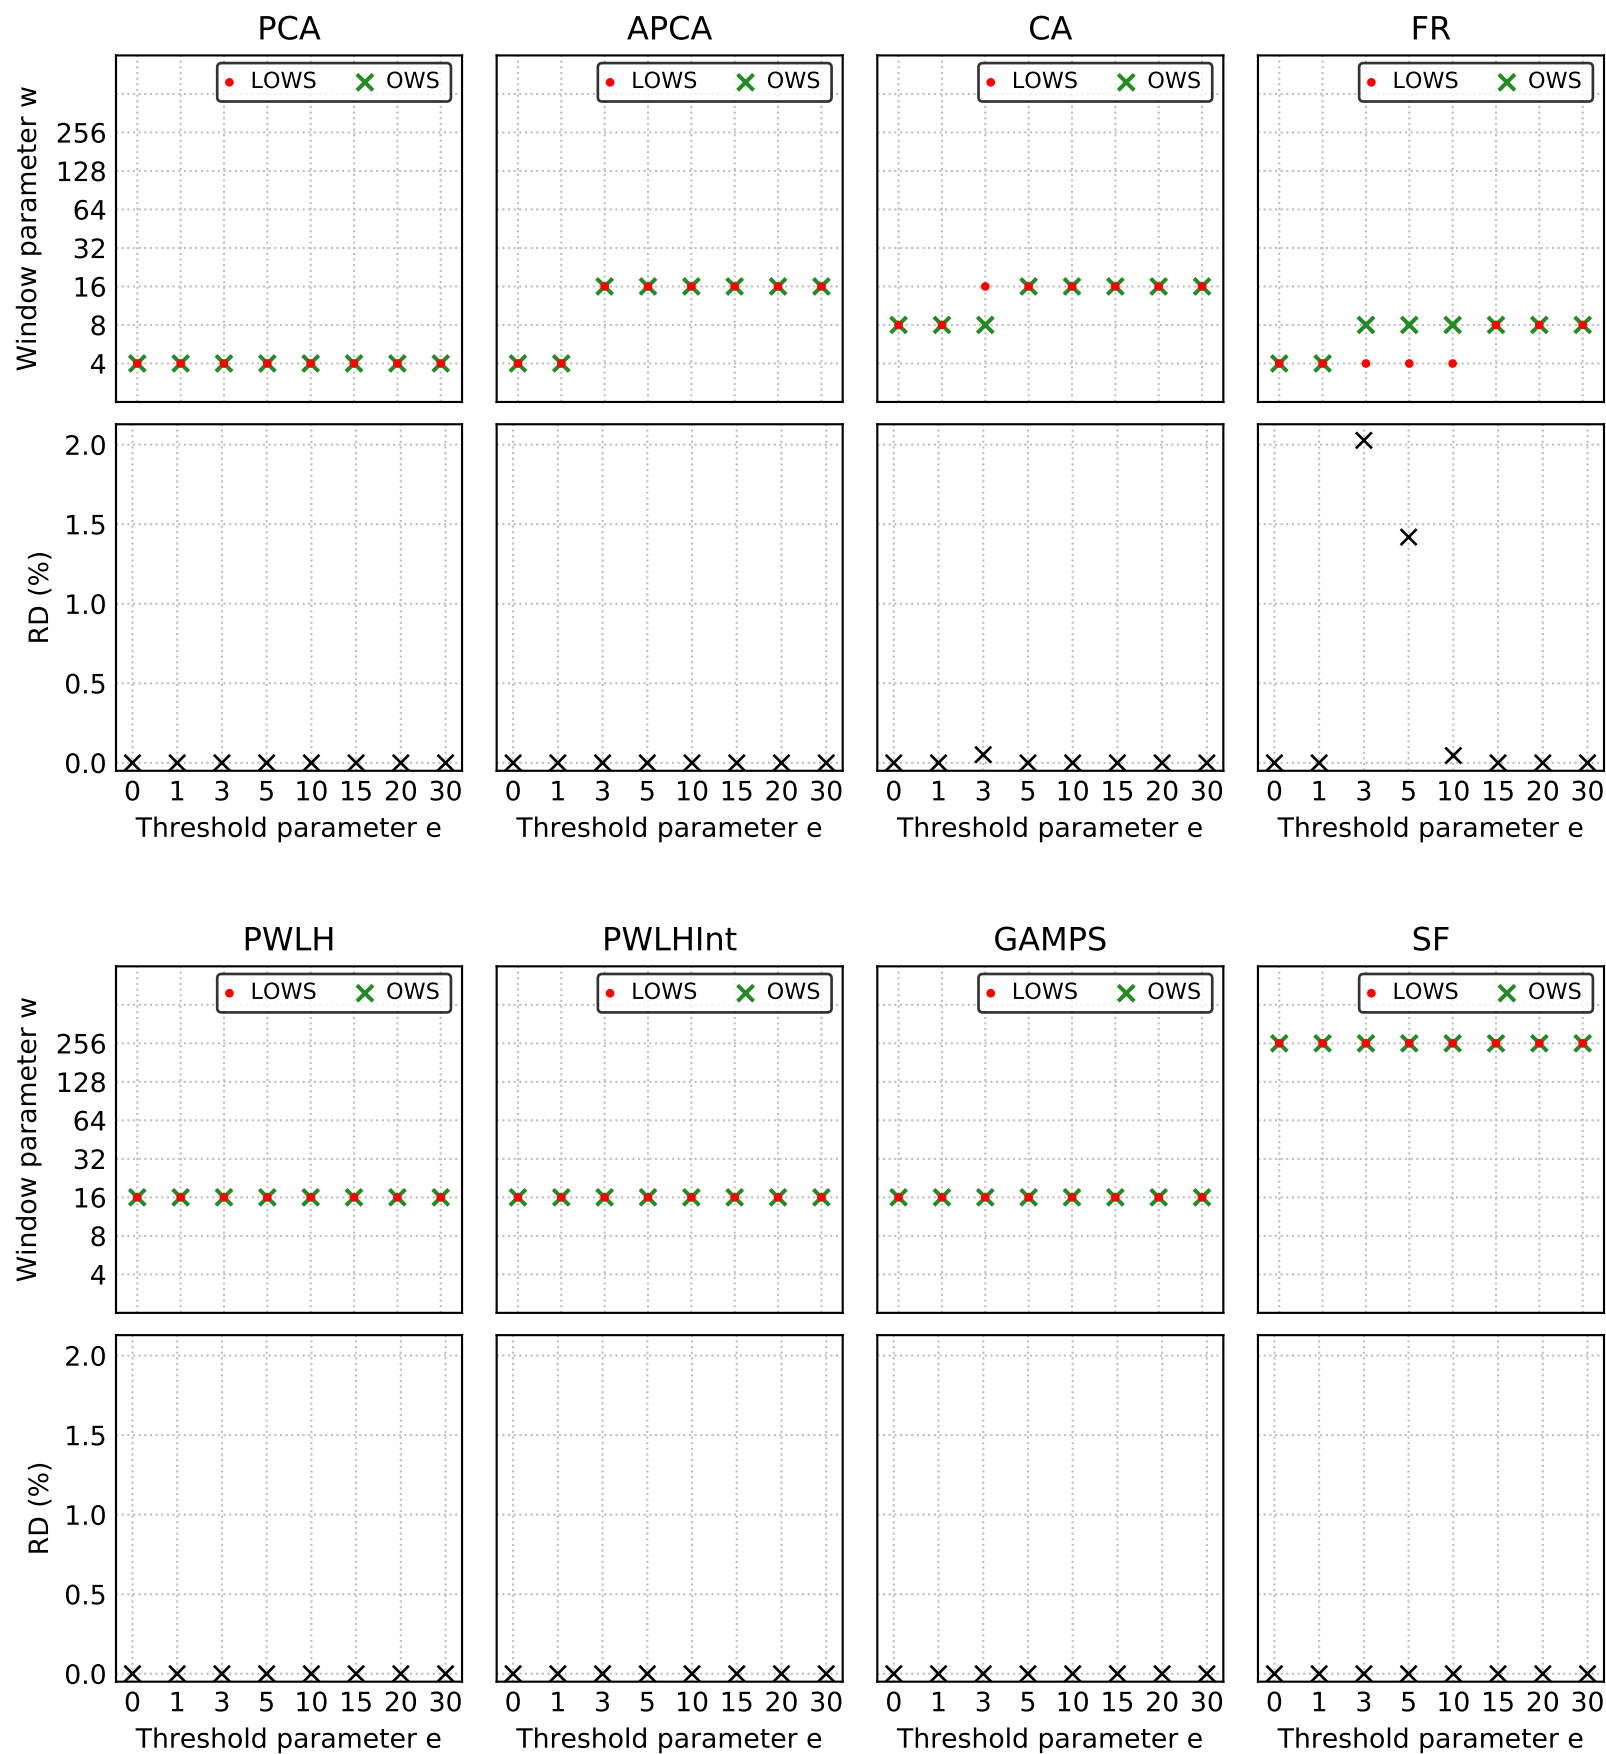 PCA APCA CA FR
LOWS OWS LOWS OWS LOWS OWS LOWS OWS
Window parameter w
256
128
64
32
16
8
4
RD (%)
2.0
1.5
1.0
0.5
0.0
0 1 3 5 10 15 20 30 0 1 3 5 10 15 20 30 0 1 3 5 10 15 20 30 0 1 3 5 10 15 20 30
Threshold parameter e Threshold parameter e Threshold parameter e Threshold parameter e
PWLH PWLHInt GAMPS SF
LOWS OWS LOWS OWS LOWS OWS LOWS OWS
Window parameter w
256
128
64
32
16
8
4
RD (%)
2.0
1.5
1.0
0.5
0.0
0 1 3 5 10 15 20 30 0 1 3 5 10 15 20 30 0 1 3 5 10 15 20 30 0 1 3 5 10 15 20 30
Threshold parameter e Threshold parameter e Threshold parameter e Threshold parameter e